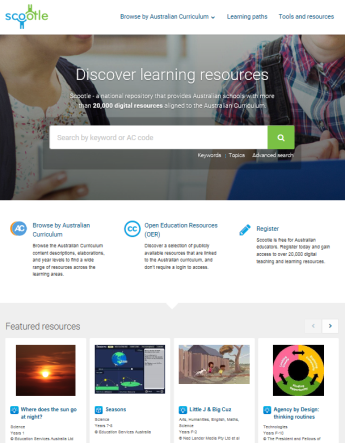 scootle
Browse by Australian Curriculum
Learning paths
Tools and resources
Discover learning resources
Scootle - a national repository that provides Australian schools with more
than 20,000 digital resources aligned to the Australian Curriculum
Search by keyword or AC code
Keywords | Topics Advanced search
AC
Browse by Australian
Curriculum
Browse the Australian Curriculum
content descriptions, elaborations,
and year levels to find a wide
range of resources across the
learning areas.
CC
Open Education Resources
(OER)
Discover a selection of publicly
available resources that are linked
to the Australian curriculum, and
don't require a login to access.
Register
Scootle is free for Australian
educators. Register today and gain
access to over 20,000 digital
teaching and learning resources.
Featured resources
Where does the sun go
at night?
Science
Years 1
© Education Services Australia Ltd
Seasons
Science
Years 7-8
© Education Services Australia
Little J & Big Cuz
Arts, Humanities, English, Maths,
Science
Years F-2
© Ned Lander Media Pty Ltd et al
Agency by Design:
thinking routines
Technologies
Years F-10
© The President and Fellows of